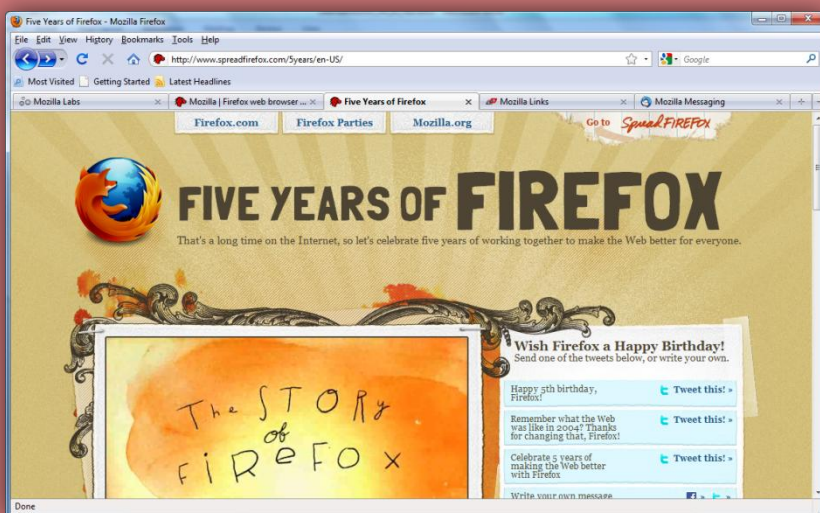 Five Years of Firefox - Mozilla Firefox
File Edit View History Bookmarks Tools Help
http://www.spreadfirefox.com/5years/en-US/
Google
Most Visited Getting Started Latest Headlines
Mozilla Labs
Mozilla | Firefox web browser ...
Five Years of Firefox
Mozilla Links
Mozilla Messaging
Firefox.com Firefox Parties Mozilla.org Go to Spread FIREFOX
FIVE YEARS OF FIREFOX
That's a long time on the Internet, so let's celebrate five years of working together to make the Web better for everyone.
The STORY
of
FiReFOx
Wish Firefox a Happy Birthday!
Send one of the tweets below, or write your own.
Happy 5th birthday,
Firefox!
Tweet this! »
Remember what the Web
was like in 2004? Thanks
for changing that, Firefox!
Tweet this! »
Celebrate 5 years of
making the Web better
with Firefox
Tweet this! »
Write your own message
Done